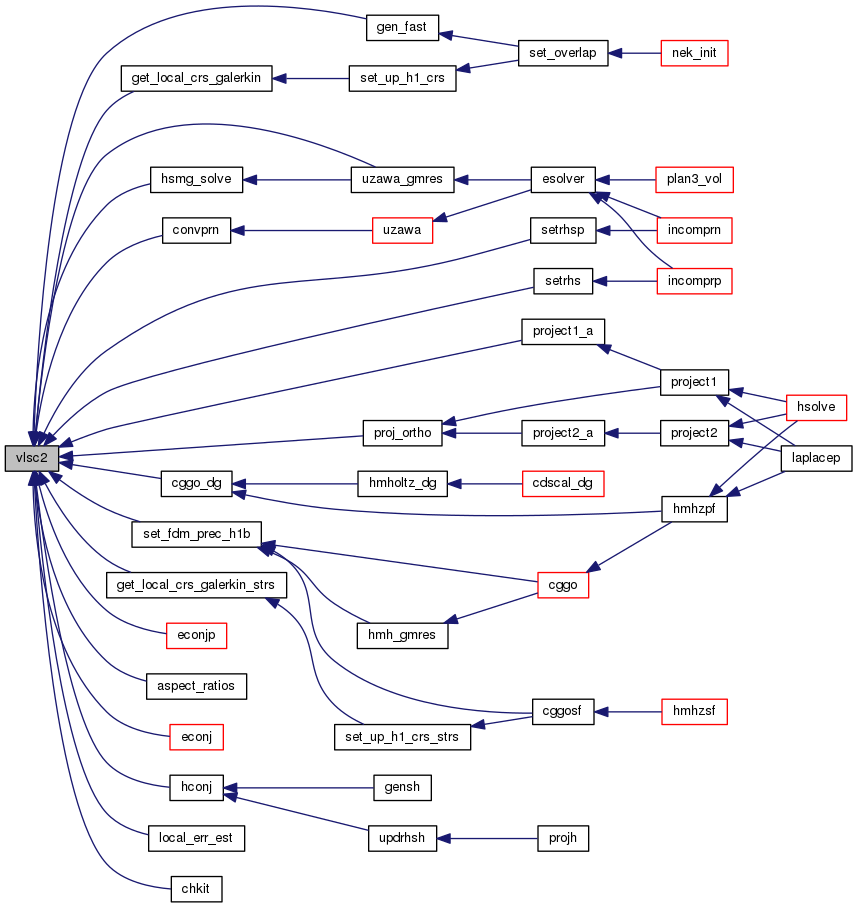 gen_fast
set_overlap
nek_init
get_local_crs_galerkin
set_up_h1_crs
hsmg_solve
uzawa_gmres
esolver
plan3_vol
convprn
uzawa
setrhsp
incomprn
setrhs
incomprp
project1_a
project1
hsolve
proj_ortho
project2_a
project2
laplacep
vlsc2
cggo_dg
hmholtz_dg
cdscal_dg
hmhzpf
set_fdm_prec_h1b
get_local_crs_galerkin_strs
cggo
econjp
hmh_gmres
aspect_ratios
cggosf
hmhzsf
econj
set_up_h1_crs_strs
hconj
gensh
local_err_est
updrhsh
projh
chkit